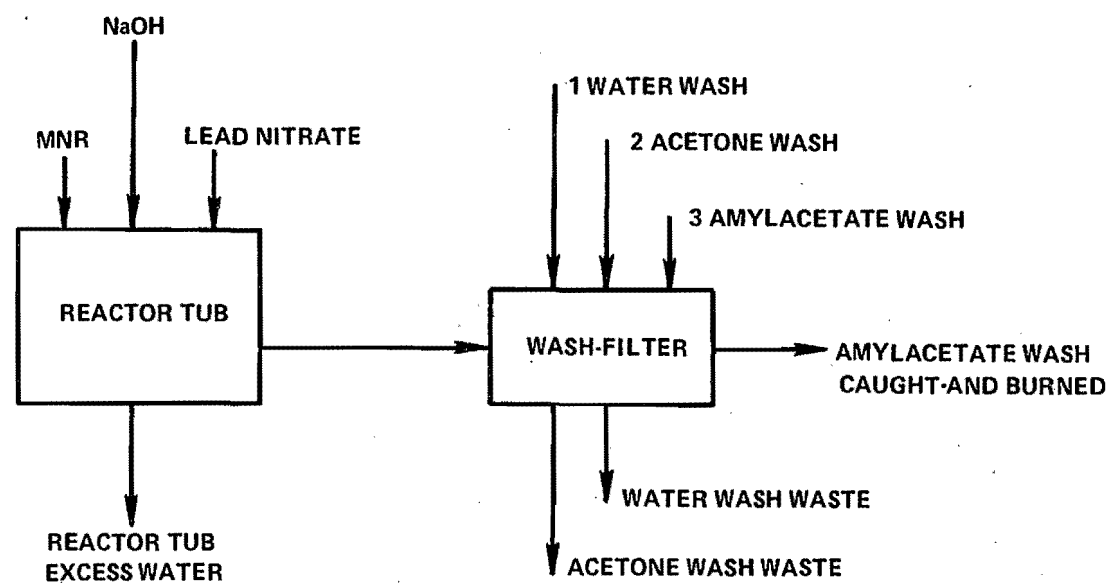 NaOH
MNR
LEAD NITRATE
REACTOR TUB
REACTOR TUB
EXCESS WATER
1 WATER WASH
2 ACETONE WASH
3 AMYLACETATE WASH
WASH-FILTER
AMYLACETATE WASH
CAUGHT-AND BURNED
WATER WASH WASTE
ACETONE WASH WASTE